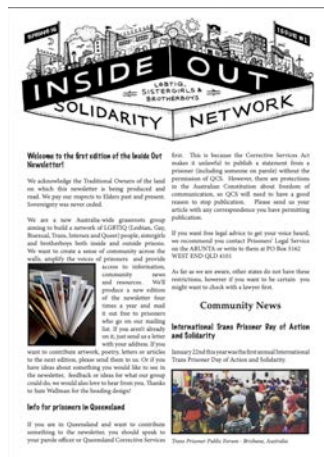 SPRING 16
ISSUE #1
INSIDE OUT
LGBTIQ,
SISTERGIRLS &
BROTHERBOYS
SOLIDARITY NETWORK
Welcome to the first edition of the Inside Out
Newsletter!
We acknowledge the Traditional Owners of the land
on which this newsletter is being produced and
read. We pay our respects to Elders past and present.
Sovereignty was never ceded.
We are a new Australia-wide grassroots group
aiming to build a network of LGBTIQ (Lesbian, Gay,
Bisexual, Trans, Intersex and Queer) people, sistergirls
and brotherboys both inside and outside prisons.
We want to create a sense of community across the
walls, amplify the voices of prisoners and provide
access to information,
community news
and resources. We'll
produce a new edition
of the newsletter four
times a year and mail
it out free to prisoners
who go on our mailing
list. If you aren't already
on it, just send us a letter
with your address. If you
want to contribute artwork, poetry, letters or articles
to the next edition, please send them to us. Or if you
have ideas about something you would like to see in
the newsletter, feedback or ideas for what our group
could do, we would also love to hear from you. Thanks
to Sam Wallman for the heading design!
Info for prisoners in Queensland
If you are in Queensland and want to contribute
something to the newsletter, you should speak to
your parole officer or Queensland Corrective Services
first. This is because the Corrective Services Act
makes it unlawful to publish a statement from a
prisoner (including someone on parole) without the
permission of QCS. However, there are protections
in the Australian Constitution about freedom of
communication, so QCS will need to have a good
reason to stop publication. Please send us your
article with any correspondence you have permitting
publication.
If you want free legal advice to get your voice heard,
we recommend you contact Prisoners' Legal Service
on the ARUNTA or write to them at PO Box 5162
WEST END QLD 4101
As far as we are aware, other states do not have these
restrictions, however if you want to be certain you
might want to check with a lawyer first.
Community News
International Trans Prisoner Day of Action
and Solidarity
January 22nd this year was the first annual International
Trans Prisoner Day of Action and Solidarity.
Trans Prisoner Public Forum - Brisbane, Australia